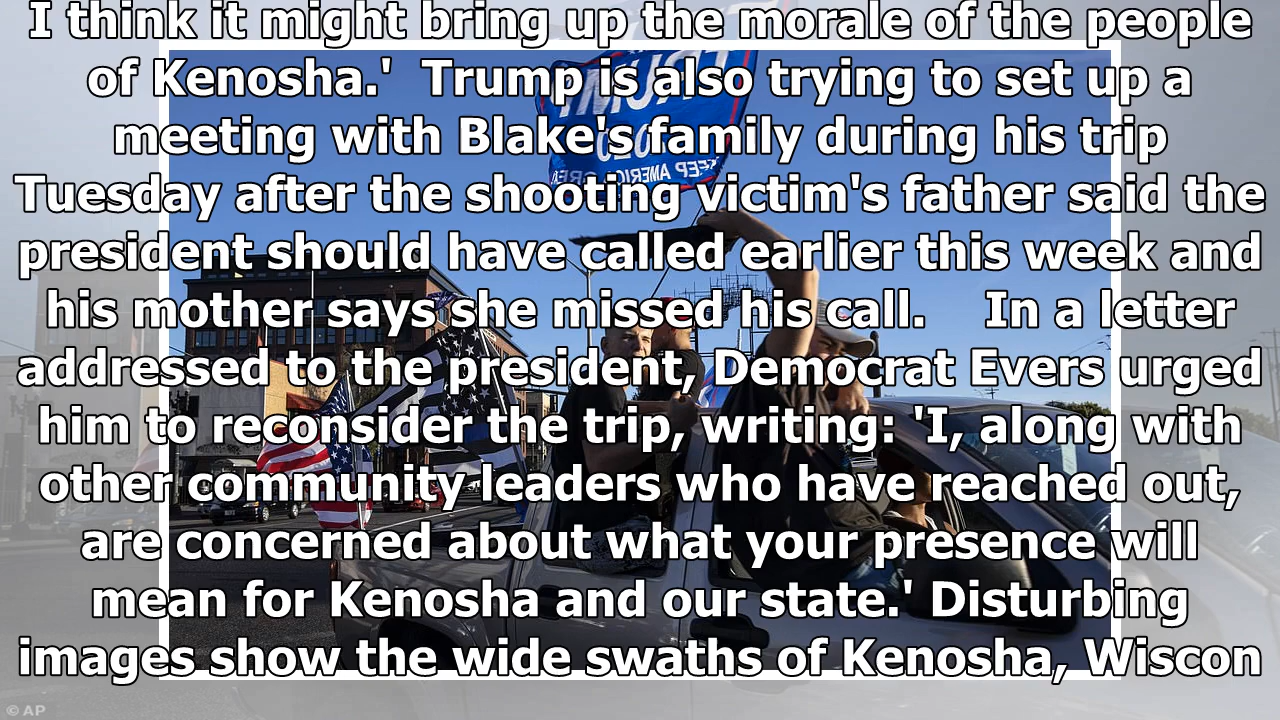 I think it might bring up the morale of the people
of Kenosha.'  Trump is also trying to set up a
meeting with Blake's family during his trip
Tuesday after the shooting victim's father said the
president should have called earlier this week and
his mother says she missed his call.    In a letter
addressed to the president, Democrat Evers urged
him to reconsider the trip, writing: 'I, along with
other community leaders who have reached out,
are concerned about what your presence will
mean for Kenosha and our state.' Disturbing
images show the wide swaths of Kenosha, Wiscon
TRUMP
2020
KEEP AMERICA GREAT
© AP